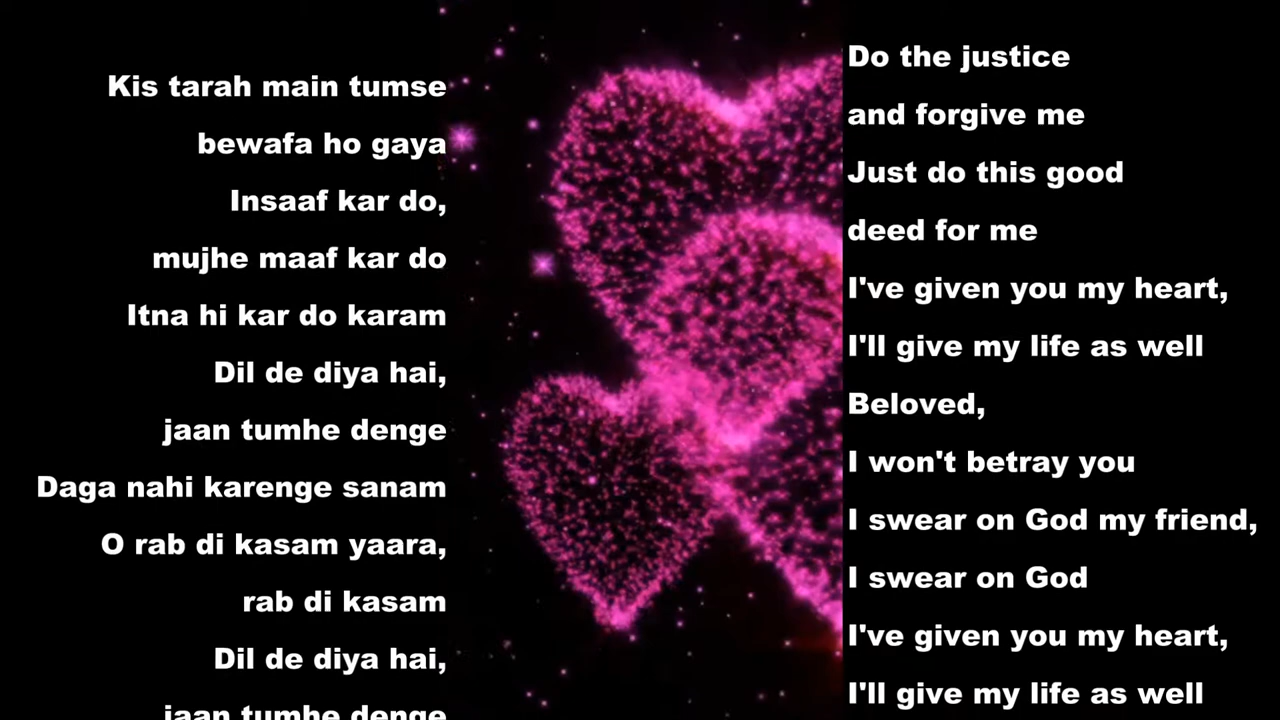 Kis tarah main tumse
bewafa ho gaya
Insaaf kar do,
mujhe maaf kar do
Itna hi kar do karam
Dil de diya hai,
jaan tumhe denge
Daga nahi karenge sanam
O rab di kasam yaara,
rab di kasam
Dil de diya hai,
jaan tumhe denge
Do the justice
and forgive me
Just do this good
deed for me
I've given you my heart,
I'll give my life as well
Beloved,
I won't betray you
I swear on God my friend,
I swear on God
I've given you my heart,
I'll give my life as well